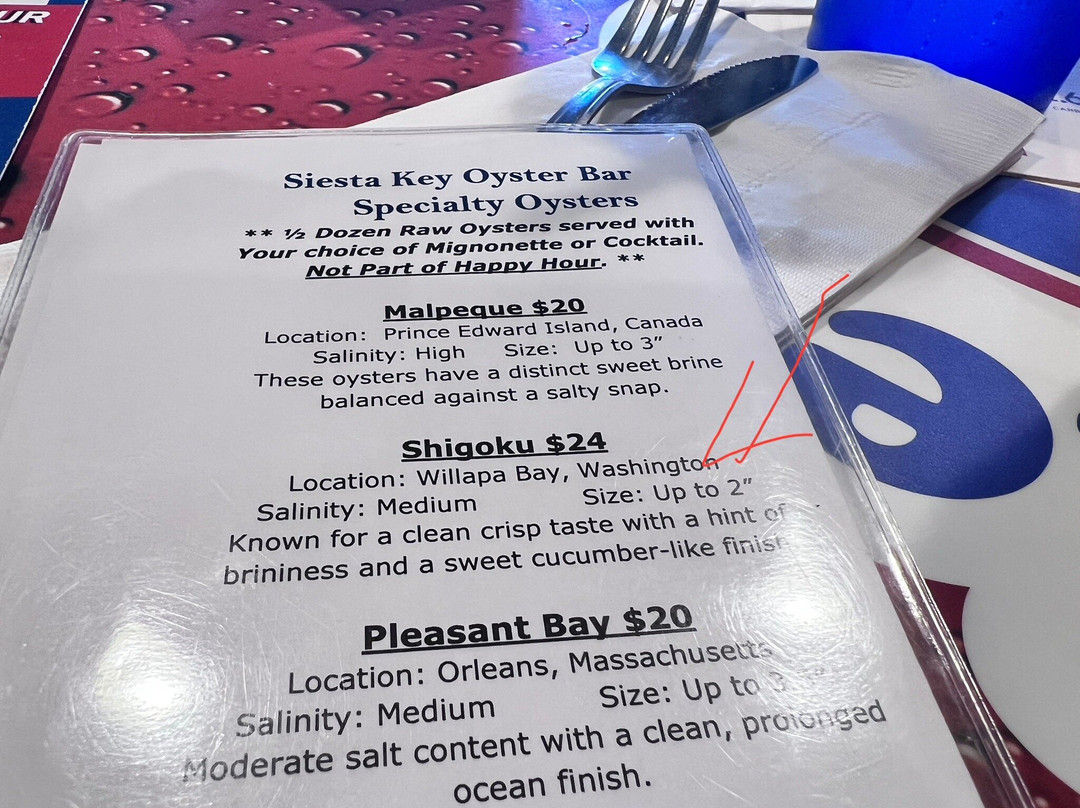 UR
Siesta Key Oyster Bar
Specialty Oysters
** ½ Dozen Raw Oysters served with
Your choice of Mignonette or Cocktail.
Not Part of Happy Hour. **
Malpeque $20
Location: Prince Edward Island, Canada
Salinity: High Size: Up to 3”
These oysters have a distinct sweet brine
balanced against a salty snap.
Shigoku $24
Location: Willapa Bay, Washington
Salinity: Medium Size: Up to 2”
Known for a clean crisp taste with a hint of
brininess and a sweet cucumber-like finish
Pleasant Bay $20
Location: Orleans, Massachusetts
Salinity: Medium Size: Up to
Moderate salt content with a clean, prolonged
ocean finish.